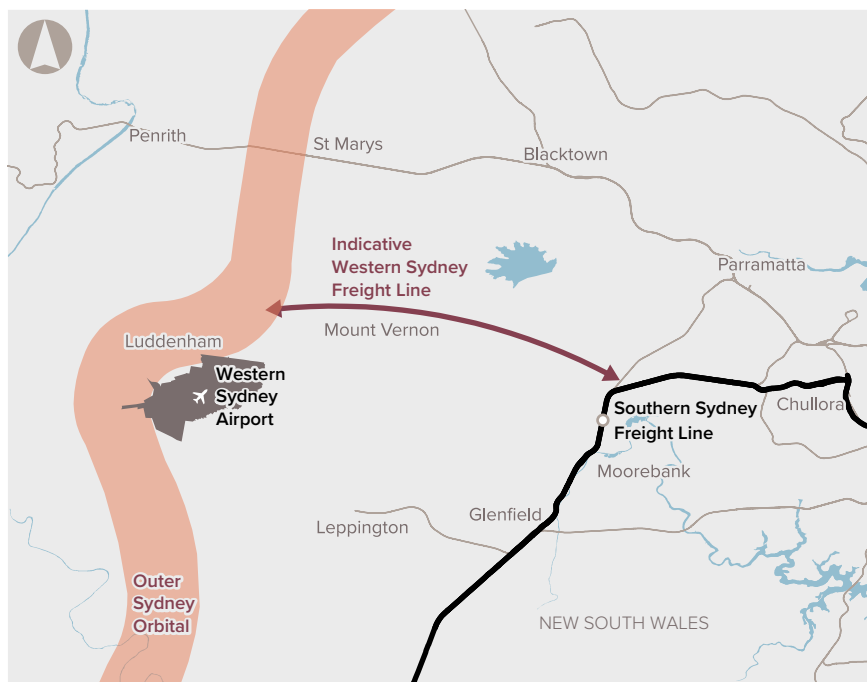 Penrith
St Marys
Blacktown
Indicative
Western Sydney
Freight Line
Parramatta
Mount Vernon
Luddenham
Western
Sydney
Airport
Southern Sydney
Freight Line
Chullora
Moorebank
Glenfield
Leppington
Outer
Sydney
Orbital
NEW SOUTH WALES